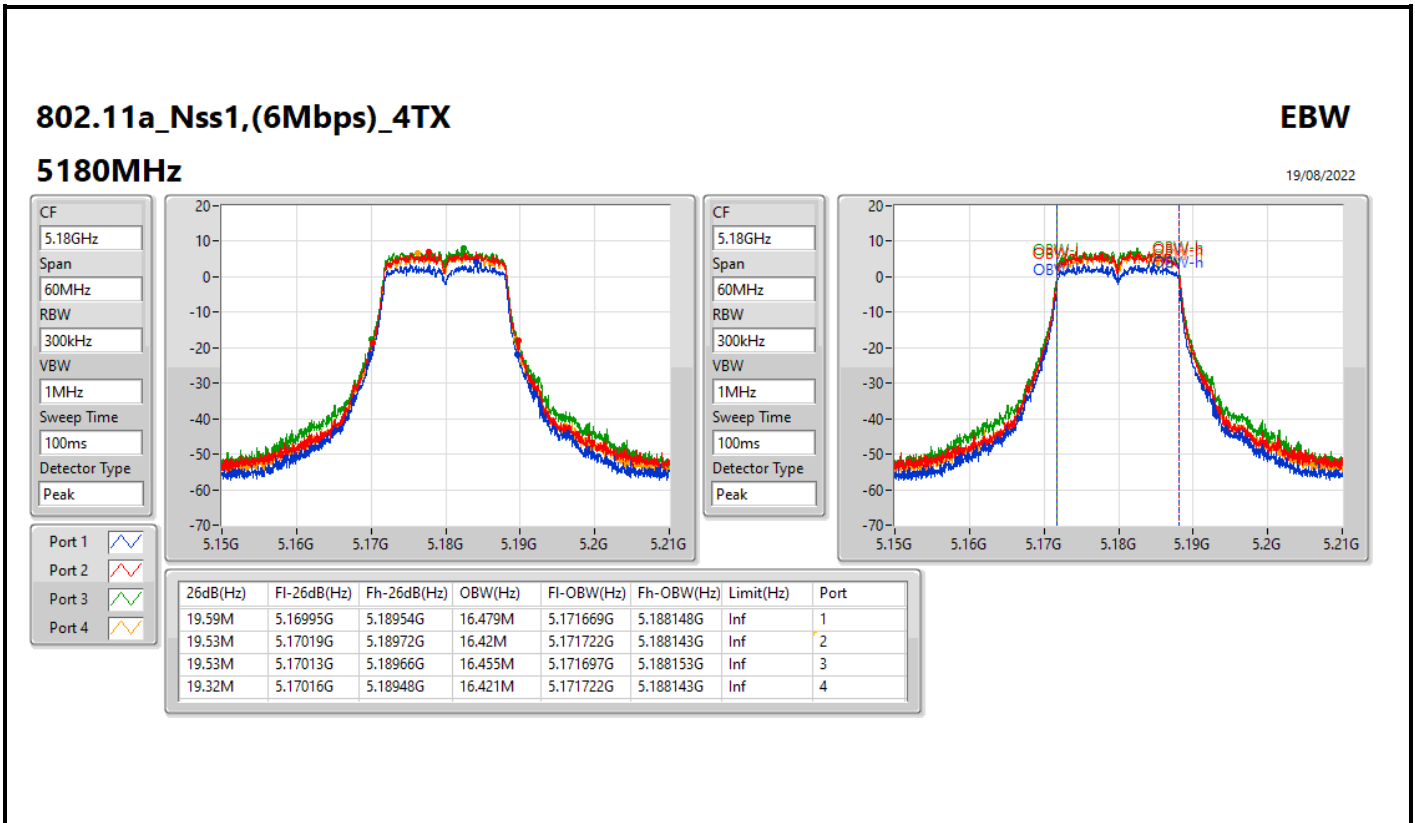 802.11a_Nss1,(6Mbps)_4TX
EBW
5180MHz
19/08/2022
CF
5.18GHz
Span
60MHz
RBW
300kHz
VBW
1MHz
Sweep Time
100ms
Detector Type
Peak
20
10
0
-10
-20
-30
-40
-50
-60
-70
5.15G 5.16G 5.17G 5.18G 5.19G 5.2G 5.21G
CF
5.18GHz
Span
60MHz
RBW
300kHz
VBW
1MHz
Sweep Time
100ms
Detector Type
Peak
20
10
0
-10
-20
-30
-40
-50
-60
-70
OBW-h
5.15G 5.16G 5.17G 5.18G 5.19G 5.2G 5.21G
Port 1
Port 2
Port 3
Port 4
26dB(Hz) Fl-26dB(Hz) Fh-26dB(Hz) OBW(Hz) Fl-OBW(Hz) Fh-OBW(Hz) Limit(Hz) Port
19.59M 5.16995G 5.18954G 16.479M 5.171669G 5.188148G Inf 1
19.53M 5.17019G 5.18972G 16.42M 5.171722G 5.188143G Inf 2
19.53M 5.17013G 5.18966G 16.455M 5.171697G 5.188153G Inf 3
19.32M 5.17016G 5.18948G 16.421M 5.171722G 5.188143G Inf 4